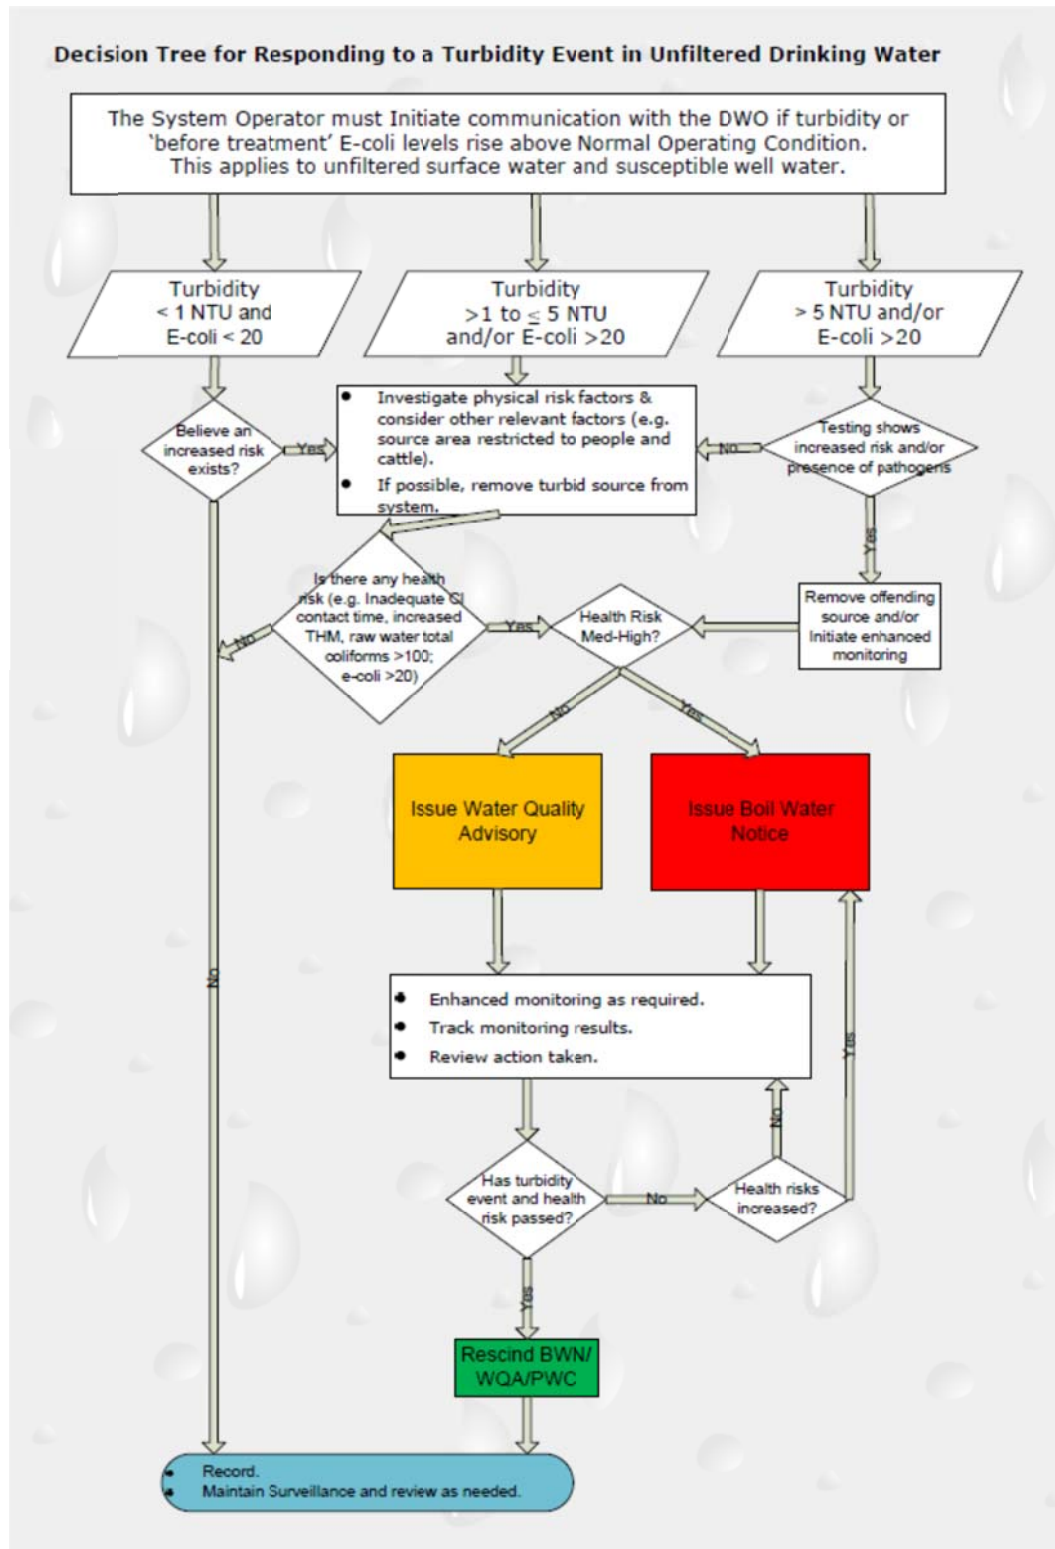 Decision Tree for Responding to a Turbidity Event in Unfiltered Drinking Water
The System Operator must Initiate communication with the DWO if turbidity or
'before treatment' E-coli levels rise above Normal Operating Condition.
This applies to unfiltered surface water and susceptible well water.
Turbidity
< 1 NTU and
E-coli < 20
Turbidity
>1 to ≤ 5 NTU
and/or E-coli >20
Turbidity
> 5 NTU and/or
E-coli >20
Believe an
increased risk
exists?
Yes
• Investigate physical risk factors &
consider other relevant factors (e.g.
source area restricted to people and
cattle).
• If possible, remove turbid source from
system.
No
Testing shows
increased risk and/or
presence of pathogens
Yes
Is there any health
risk (e.g. Inadequate Cl
contact time, increased
THM, raw water total
coliforms >100;
e-coli >20)
No
Yes
Health Risk
Med-High?
Remove offending
source and/or
Initiate enhanced
monitoring
No
Yes
Issue Water Quality
Advisory
Issue Boil Water
Notice
No
• Enhanced monitoring as required.
• Track monitoring results.
• Review action taken.
Yes
No
Has turbidity
event and health
risk passed?
No
Health risks
increased?
Yes
Rescind BWN/
WQA/PWC
• Record.
• Maintain Surveillance and review as needed.